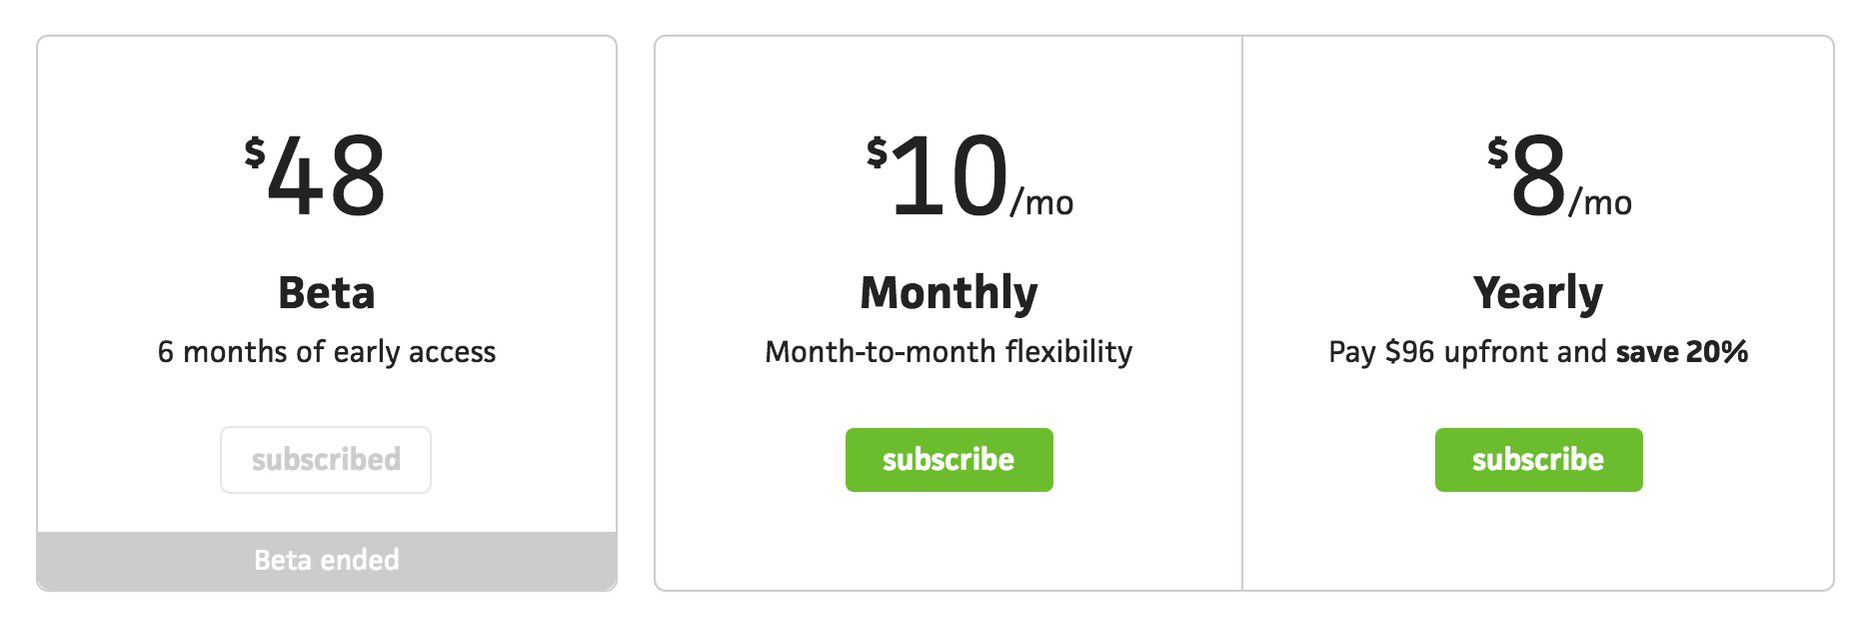 $48
Beta
6 months of early access
subscribed
Beta ended
$10/mo
Monthly
Month-to-month flexibility
subscribe
$8/mo
Yearly
Pay $96 upfront and save 20%
subscribe